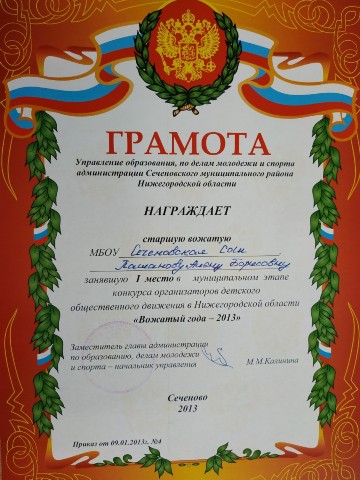 ГРАМОТА
Управление образования, по делам молодежи и спорта
администрации Сеченовского муниципального района
Нижегородской области
НАГРАЖДАЕТ
старшую вожатую
МБОУ Сеченовская СОШ
Алену Борисовну
занявшую I место в муниципальном этапе
конкурса организаторов детского
общественного движения в Нижегородской области
«Вожатый года – 2013»
Заместитель главы администрации
по образованию, делам молодежи
и спорта – начальник управления М.М.Калинина
Сеченово
2013
Приказ от 09.01.2013г. №4